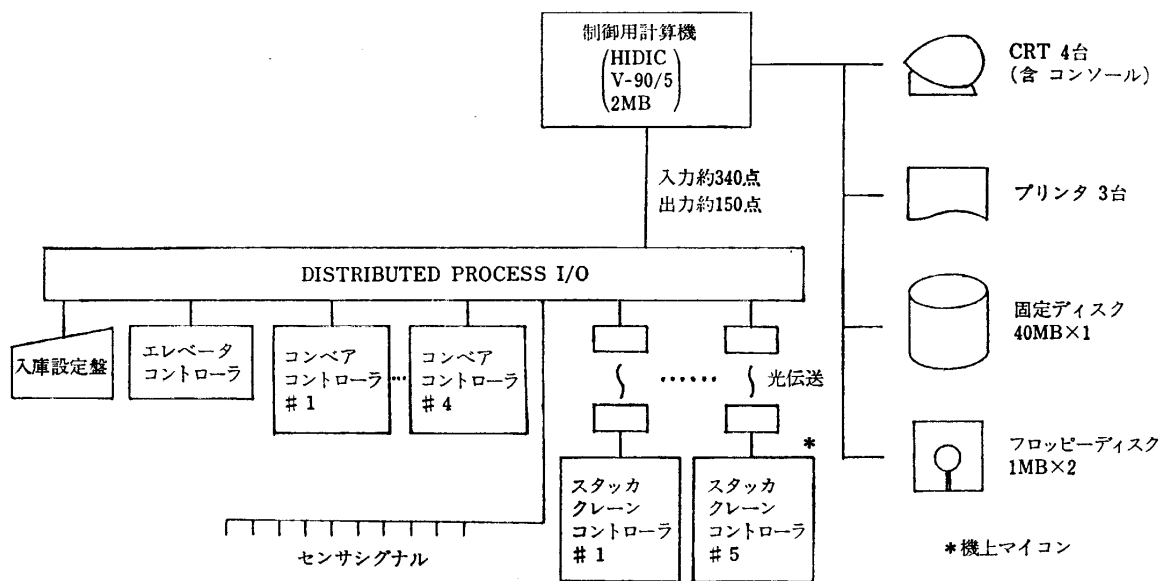 制御用計算機
HIDIC
V-90/5
2MB
CRT 4台
(含 コンソール)
入力約340点
出力約150点
プリンタ 3台
DISTRIBUTED PROCESS I/O
固定ディスク
40MB×1
入庫設定盤
エレベータ
コントローラ
コンベア
コントローラ
#1
...
コンベア
コントローラ
#4
......
光伝送
*
フロッピーディスク
1MB×2
スタッカ
クレーン
コントローラ
#1
スタッカ
クレーン
コントローラ
#5
センサシグナル
*機上マイコン